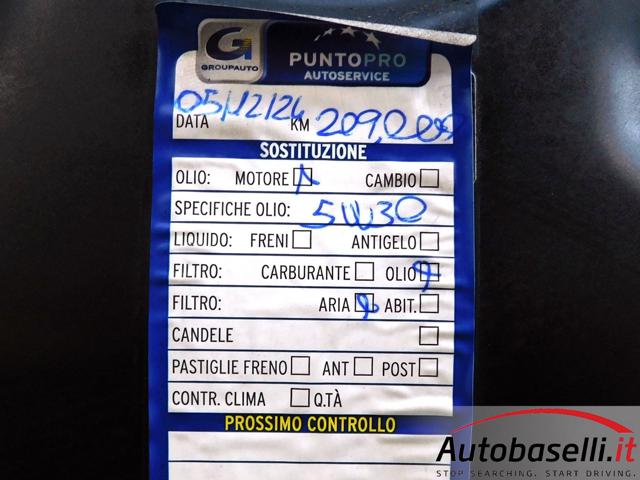 G
GROUPAUTO
PUNTOPRO
AUTOSERVICE
DATA 05/12/24 KM 209,000
SOSTITUZIONE
OLIO: MOTORE CAMBIO
SPECIFICHE OLIO: 5W30
LIQUIDO: FRENI ANTIGELO
FILTRO: CARBURANTE OLIO
FILTRO: ARIA ABIT.
CANDELE
PASTIGLIE FRENO ANT POST
CONTR. CLIMA Q.TÀ
PROSSIMO CONTROLLO
Autobaselli.it
STOP SEARCHING. START DRIVING.